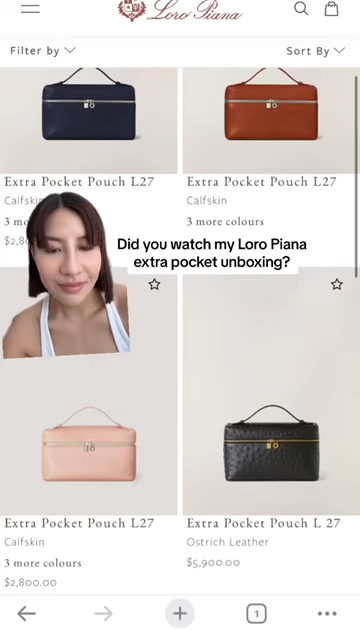 Loro Piana
Filter by
Sort By
Extra Pocket Pouch L27
Extra Pocket Pouch L27
Calfskin
Calfskin
3 more colours
$2,8
Did you watch my Loro Piana
extra pocket unboxing?
Extra Pocket Pouch L27
Extra Pocket Pouch L 27
Calfskin
Ostrich Leather
3 more colours
$5,900.00
$2,800.00
1